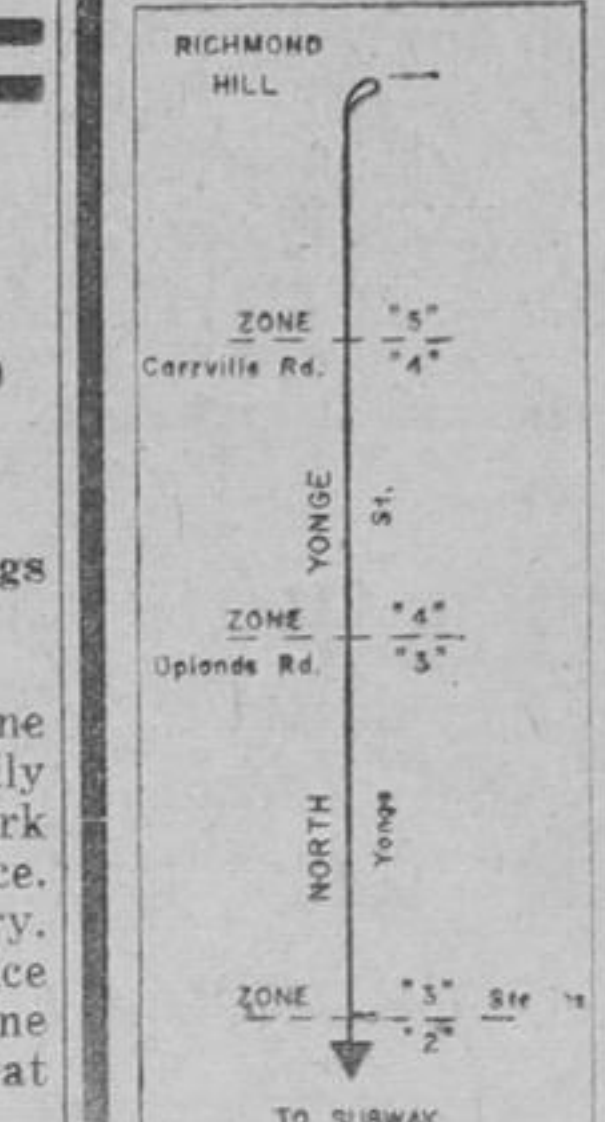 RICHMOND
HILL
ZONE "5"
Carrville Rd. "4"
YONGE St.
ZONE "4"
Uplands Rd. "3"
NORTH Yonge
ZONE "3"
"2"
TO SUBWAY
gs
ne
ly
rk
ce.
ry.
ce
ne
at